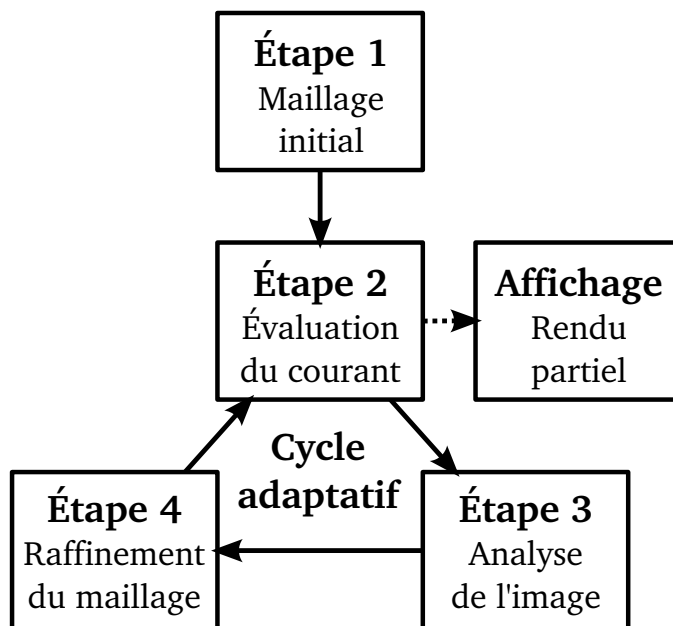 Étape 1
Maillage
initial
Étape 2
Évaluation
du courant
Affichage
Rendu
partiel
Cycle
adaptatif
Étape 4
Raffinement
du maillage
Étape 3
Analyse
de l'image